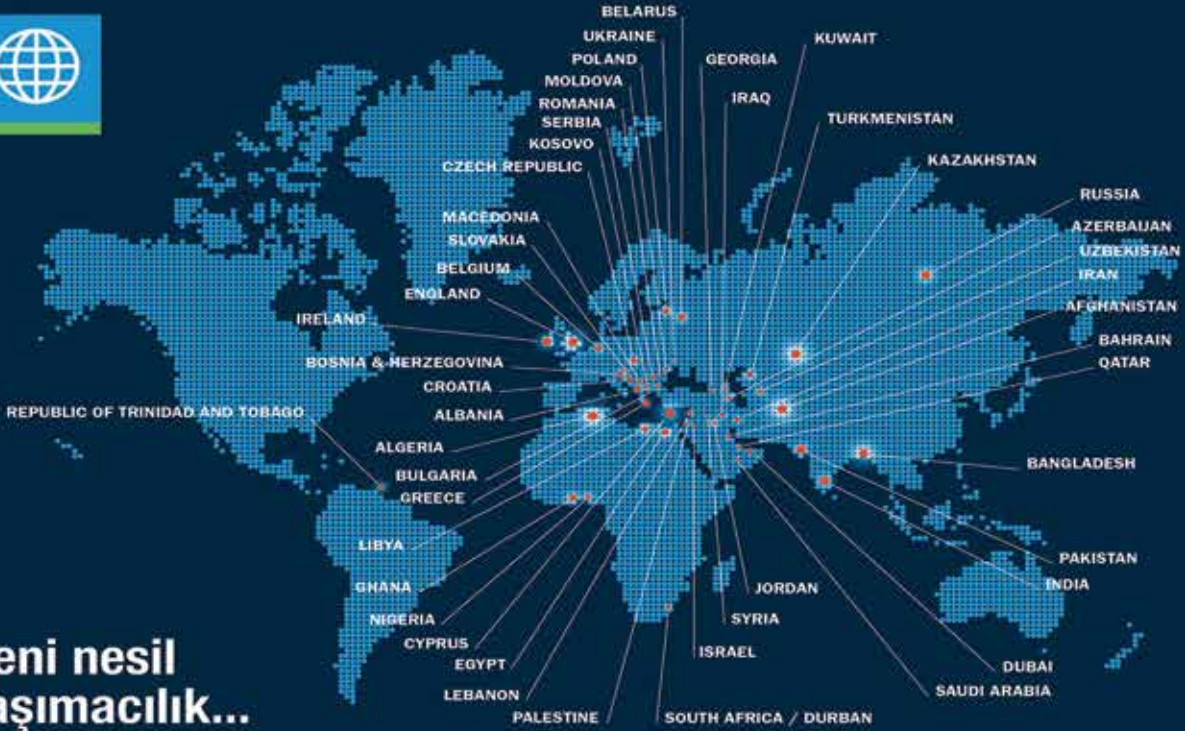 BELARUS
UKRAINE
KUWAIT
POLAND
GEORGIA
MOLDOVA
ROMANIA
IRAQ
SERBIA
TURKMENISTAN
KOSOVO
CZECH REPUBLIC
KAZAKHSTAN
RUSSIA
MACEDONIA
AZERBAIJAN
SLOVAKIA
UZBEKISTAN
BELGIUM
IRAN
ENGLAND
AFGHANISTAN
IRELAND
BAHRAIN
BOSNIA & HERZEGOVINA
QATAR
CROATIA
REPUBLIC OF TRINIDAD AND TOBAGO
ALBANIA
ALGERIA
BANGLADESH
BULGARIA
GREECE
LIBYA
PAKISTAN
GHANA
JORDAN
INDIA
NIGERIA
SYRIA
CYPRUS
ISRAEL
EGYPT
DUBAI
LEBANON
SAUDI ARABIA
PALESTINE
SOUTH AFRICA / DURBAN
eni nesil
aşımacılık...